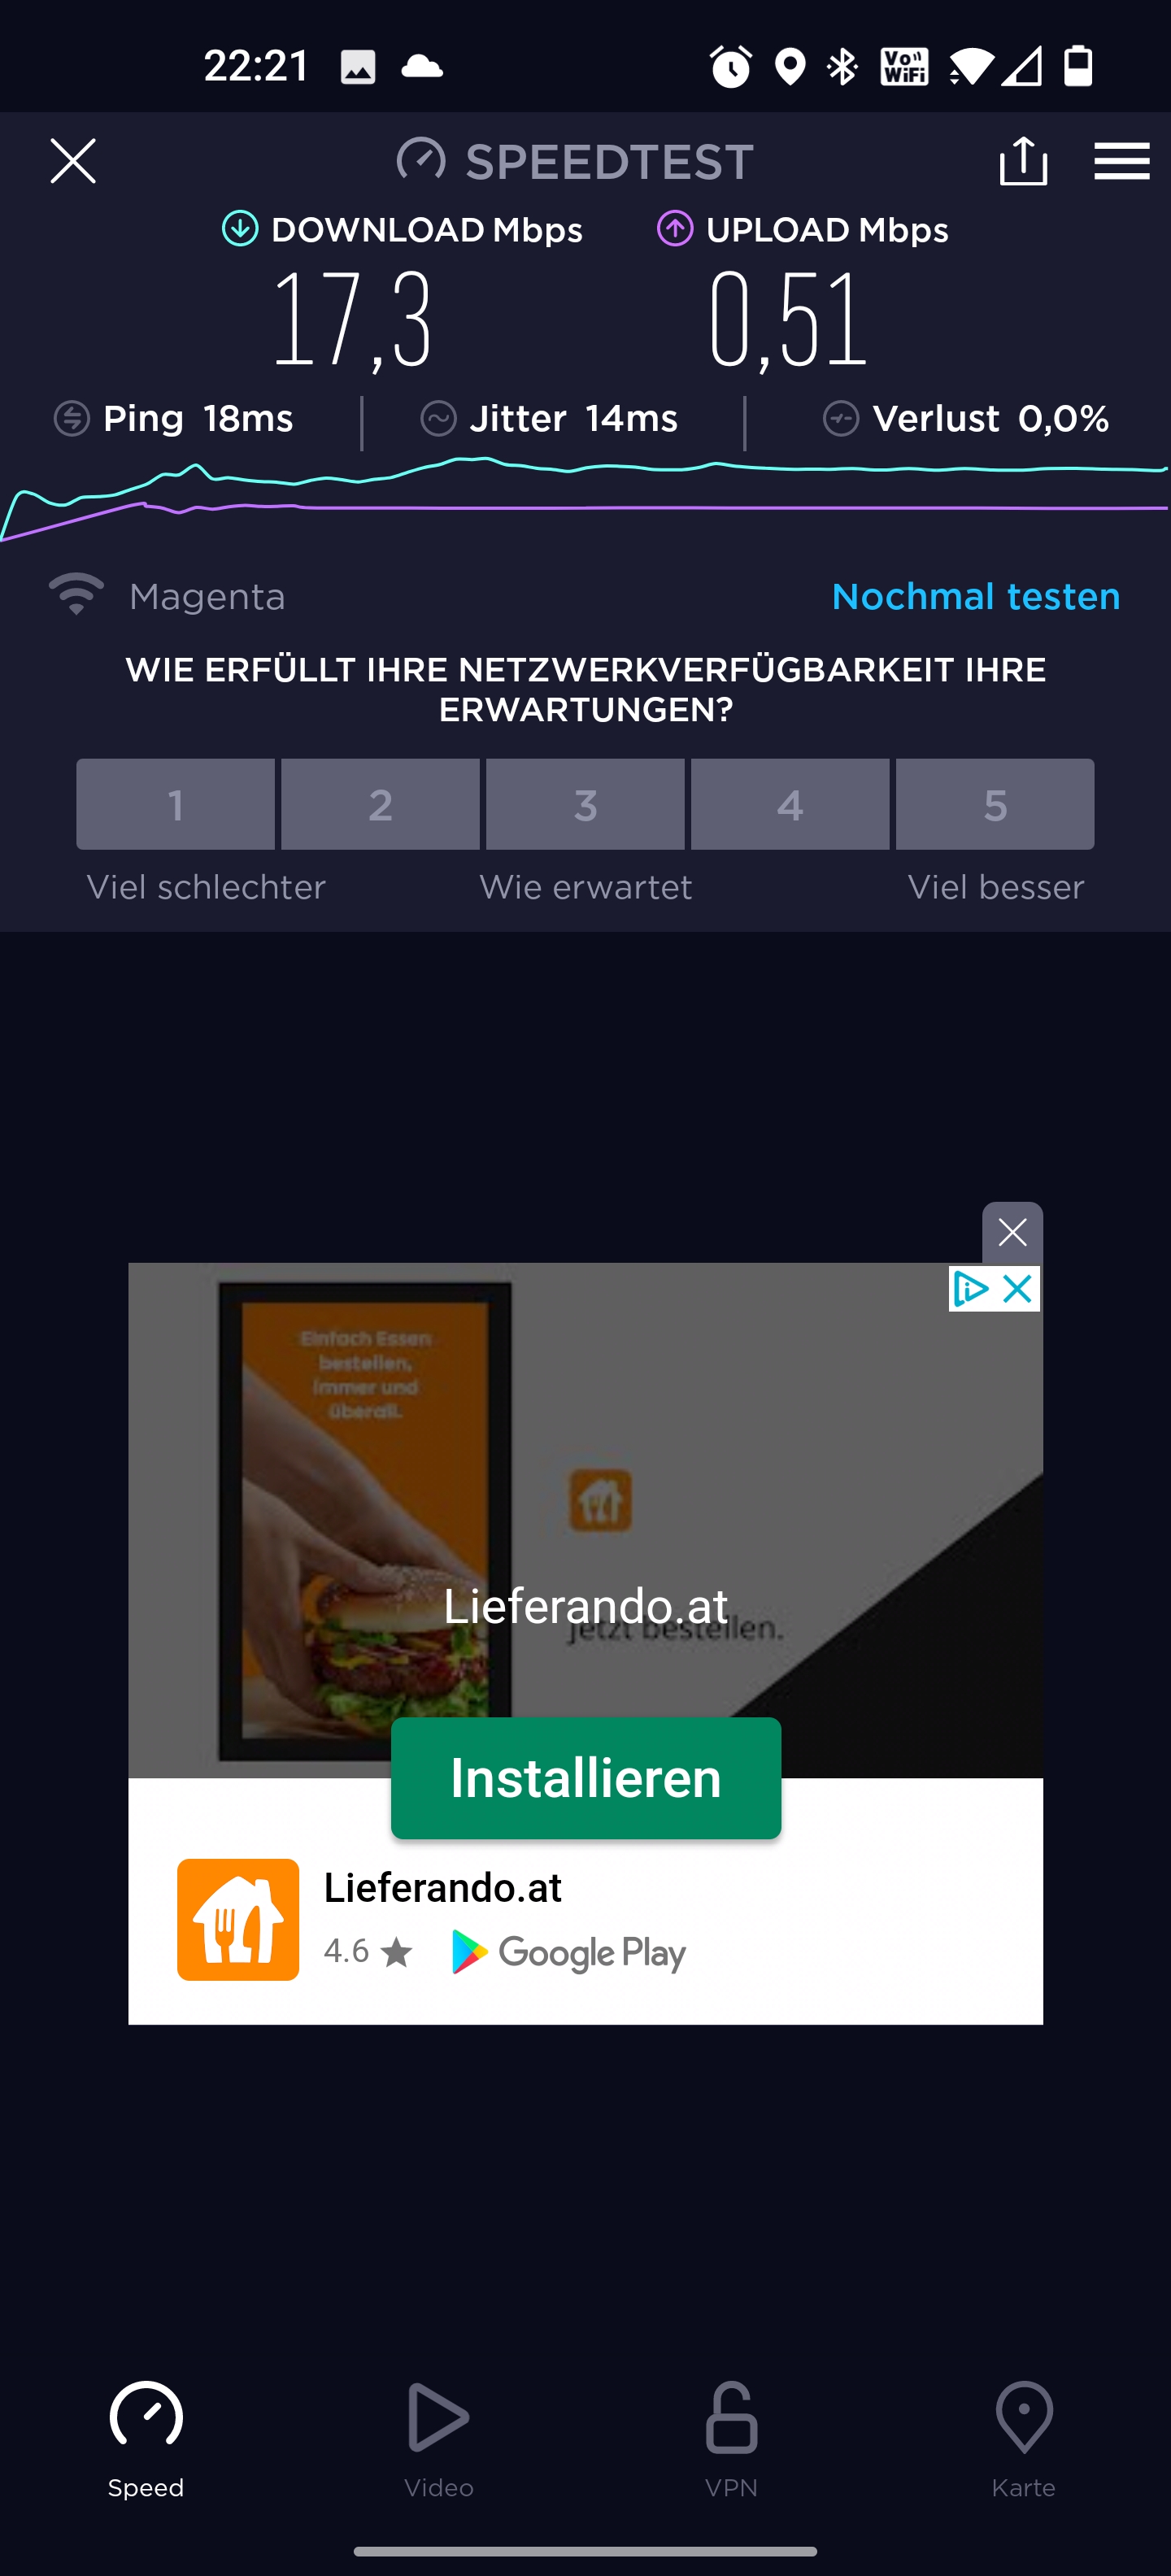 22:21
Vo WiFi
SPEEDTEST
DOWNLOAD Mbps
UPLOAD Mbps
17,3
0,51
Ping 18ms
Jitter 14ms
Verlust 0,0%
Magenta
Nochmal testen
WIE ERFÜLLT IHRE NETZWERKVERFÜGBARKEIT IHRE
ERWARTUNGEN?
1
2
3
4
5
Viel schlechter
Wie erwartet
Viel besser
Einfach Essen
bestellen,
immer und
überall.
Lieferando.at
jetzt bestellen.
Installieren
Lieferando.at
4.6
Google Play
Speed
Video
VPN
Karte